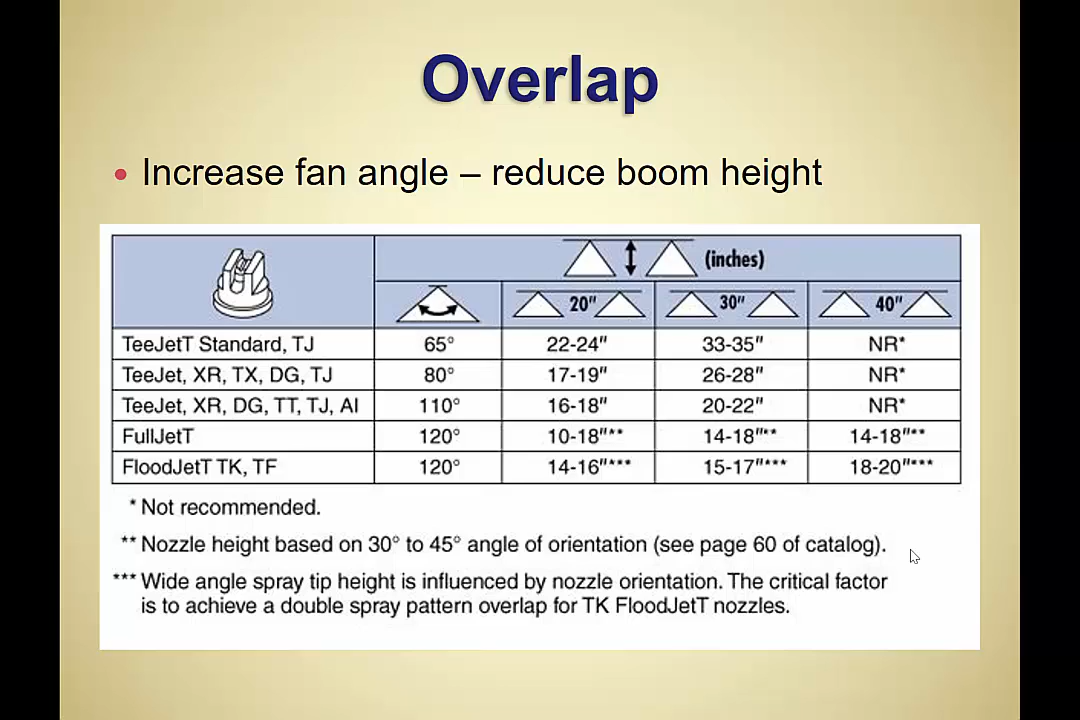 Overlap
• Increase fan angle – reduce boom height
(inches)
20" 30" 40"
TeeJetT Standard, TJ 65° 22-24" 33-35" NR*
TeeJet, XR, TX, DG, TJ 80° 17-19" 26-28" NR*
TeeJet, XR, DG, TT, TJ, AI 110° 16-18" 20-22" NR*
FullJetT 120° 10-18"** 14-18"** 14-18"**
FloodJetT TK, TF 120° 14-16"*** 15-17"*** 18-20"***
* Not recommended.
** Nozzle height based on 30° to 45° angle of orientation (see page 60 of catalog).
*** Wide angle spray tip height is influenced by nozzle orientation. The critical factor
is to achieve a double spray pattern overlap for TK FloodJetT nozzles.